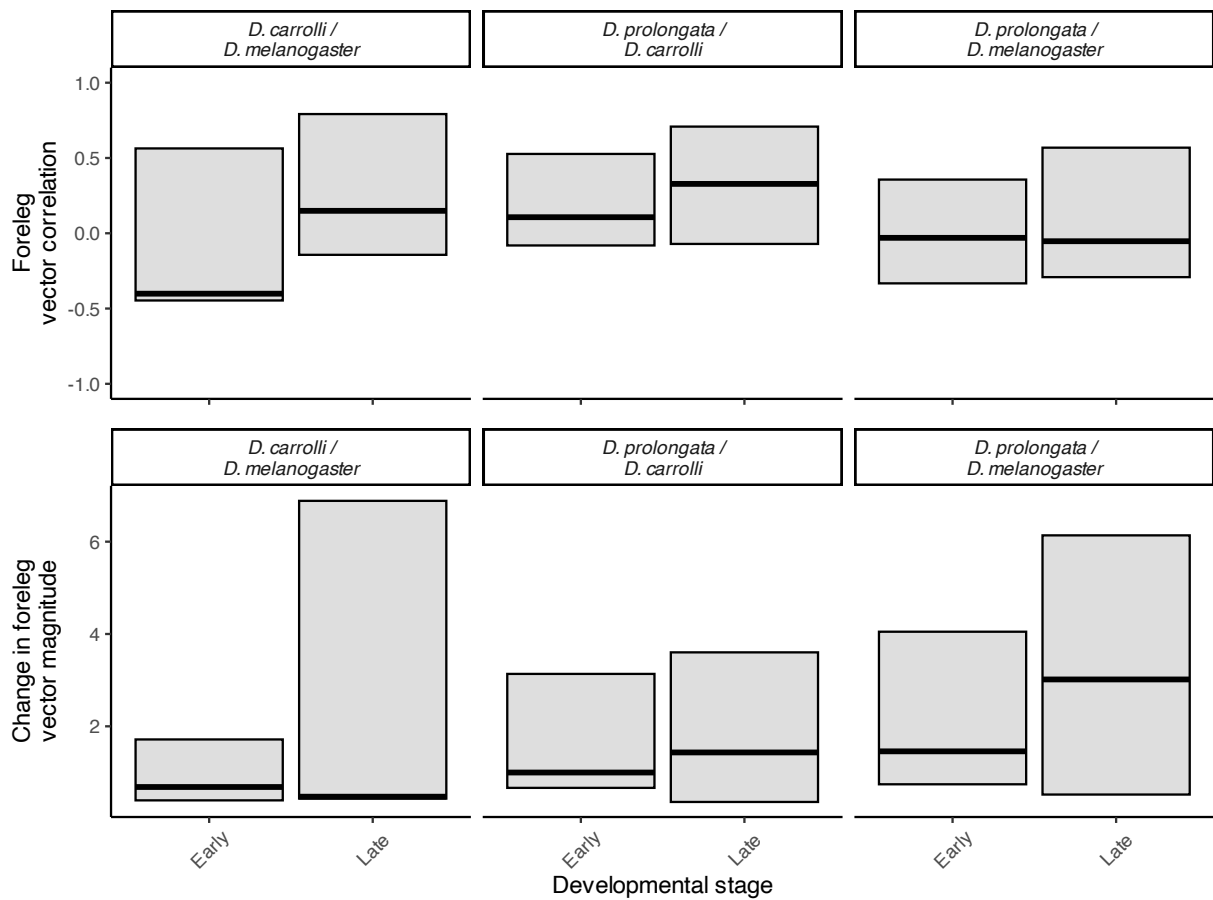 D. carrolli /
D. melanogaster
D. prolongata /
D. carrolli
D. prolongata /
D. melanogaster
Foreleg
vector correlation
1.0
0.5
0.0
-0.5
-1.0
D. carrolli /
D. melanogaster
D. prolongata /
D. carrolli
D. prolongata /
D. melanogaster
Change in foreleg
vector magnitude
6
4
2
Early
Late
Early
Late
Early
Late
Developmental stage